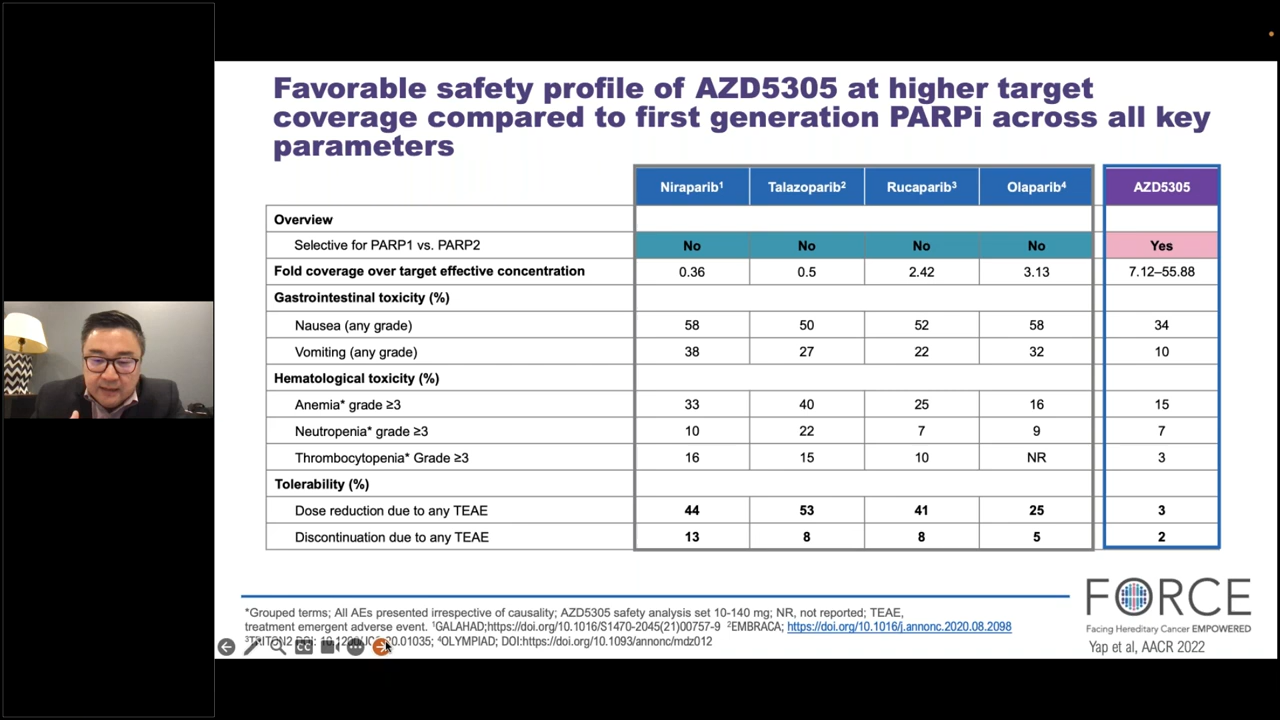 Favorable safety profile of AZD5305 at higher target
coverage compared to first generation PARPi across all key
parameters
Niraparib¹ Talazoparib² Rucaparib³ Olaparib⁴ AZD5305
Overview
Selective for PARP1 vs. PARP2 No No No No Yes
Fold coverage over target effective concentration 0.36 0.5 2.42 3.13 7.12–55.88
Gastrointestinal toxicity (%)
Nausea (any grade) 58 50 52 58 34
Vomiting (any grade) 38 27 22 32 10
Hematological toxicity (%)
Anemia* grade ≥3 33 40 25 16 15
Neutropenia* grade ≥3 10 22 7 9 7
Thrombocytopenia* Grade ≥3 16 15 10 NR 3
Tolerability (%)
Dose reduction due to any TEAE 44 53 41 25 3
Discontinuation due to any TEAE 13 8 8 5 2
*Grouped terms; All AEs presented irrespective of causality; AZD5305 safety analysis set 10-140 mg; NR, not reported; TEAE,
treatment emergent adverse event. ¹GALAHAD;https://doi.org/10.1016/S1470-2045(21)00757-9 ²EMBRACA; https://doi.org/10.1016/j.annonc.2020.08.2098
DOI: 20.01035; ⁴OLYMPIAD; DOI:https://doi.org/10.1093/annonc/mdz012
CC
FORCE
Facing Hereditary Cancer EMPOWERED
Yap et al, AACR 2022